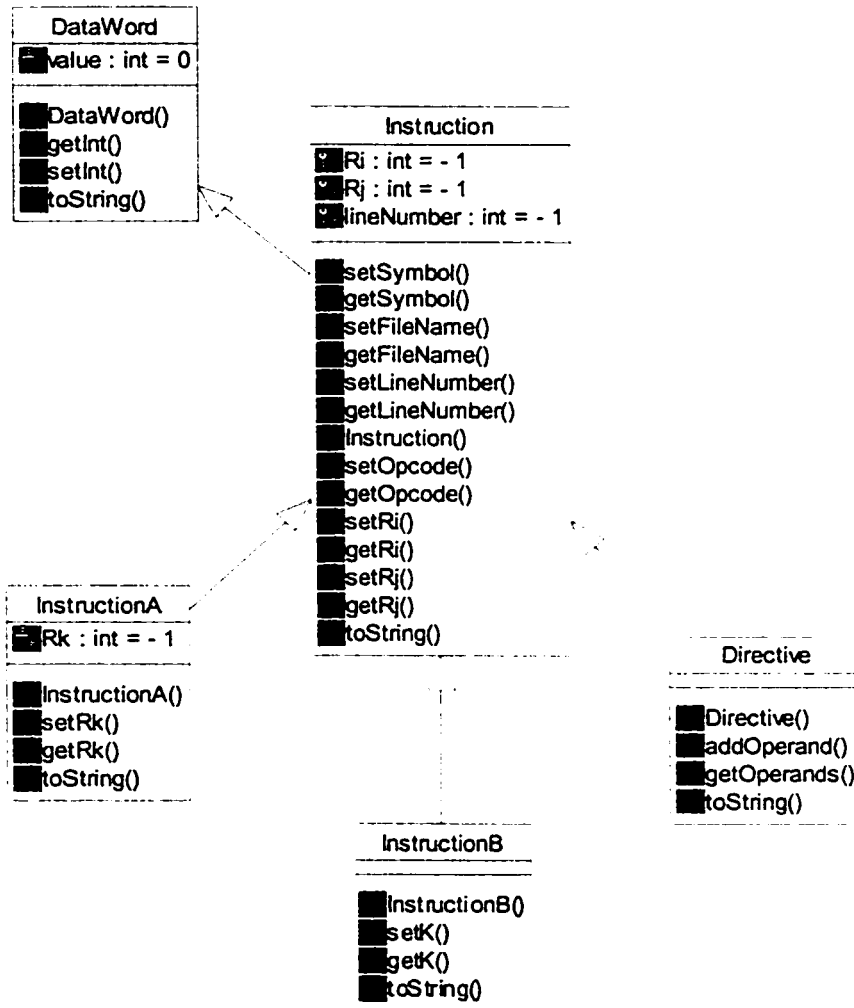 DataWord
value : int = 0
DataWord()
getInt()
setInt()
toString()
Instruction
Ri : int = - 1
Rj : int = - 1
lineNumber : int = - 1
setSymbol()
getSymbol()
setFileName()
getFileName()
setLineNumber()
getLineNumber()
Instruction()
setOpcode()
getOpcode()
setRi()
getRi()
setRj()
getRj()
toString()
InstructionA
Rk : int = - 1
InstructionA()
setRk()
getRk()
toString()
Directive
Directive()
addOperand()
getOperands()
toString()
InstructionB
InstructionB()
setK()
getK()
toString()